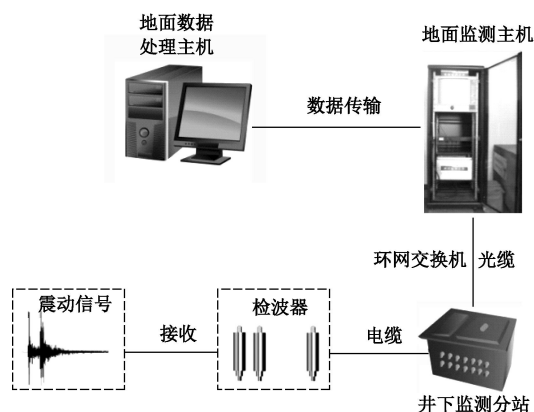 地面数据
处理主机
地面监测主机
数据传输
环网交换机 光缆
震动信号
接收
检波器
电缆
井下监测分站